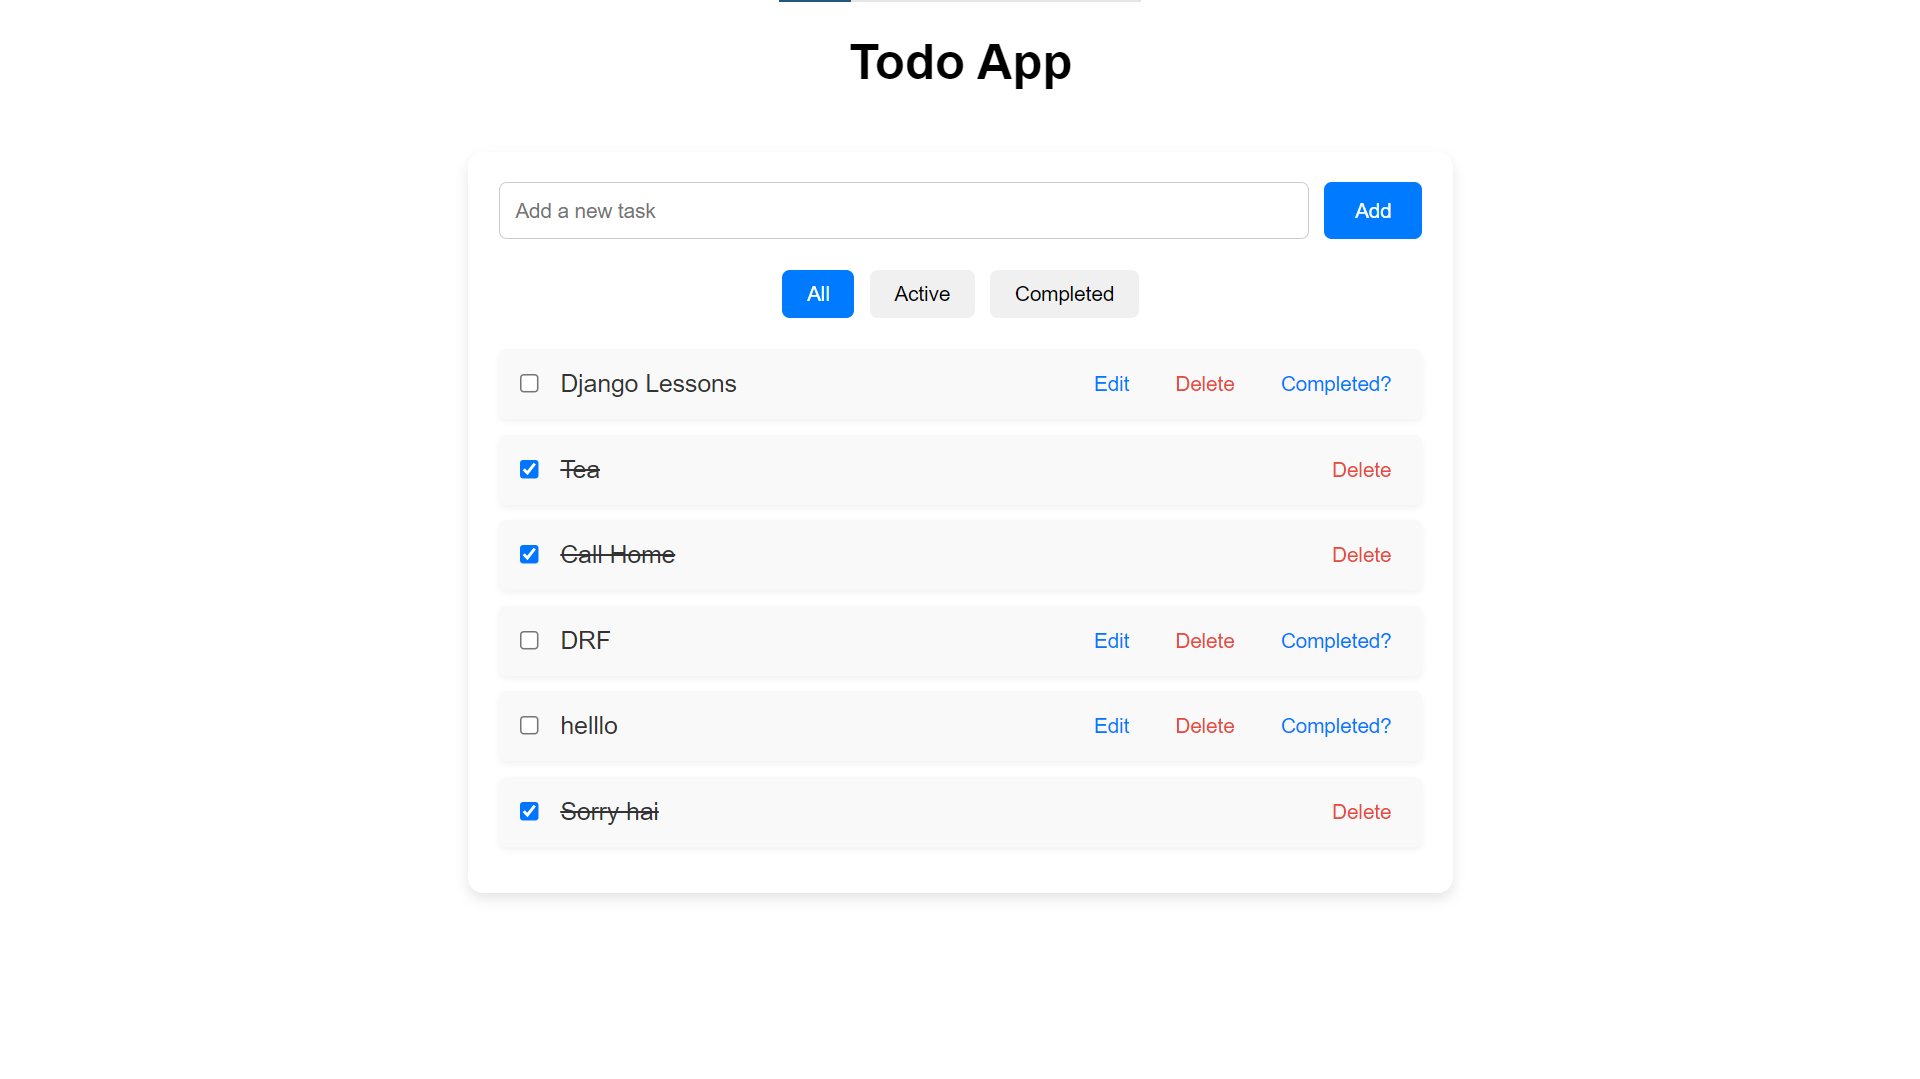 Todo App
Add a new task Add
All Active Completed
Django Lessons Edit Delete Completed?
Tea Delete
Call Home Delete
DRF Edit Delete Completed?
helllo Edit Delete Completed?
Sorry hai Delete